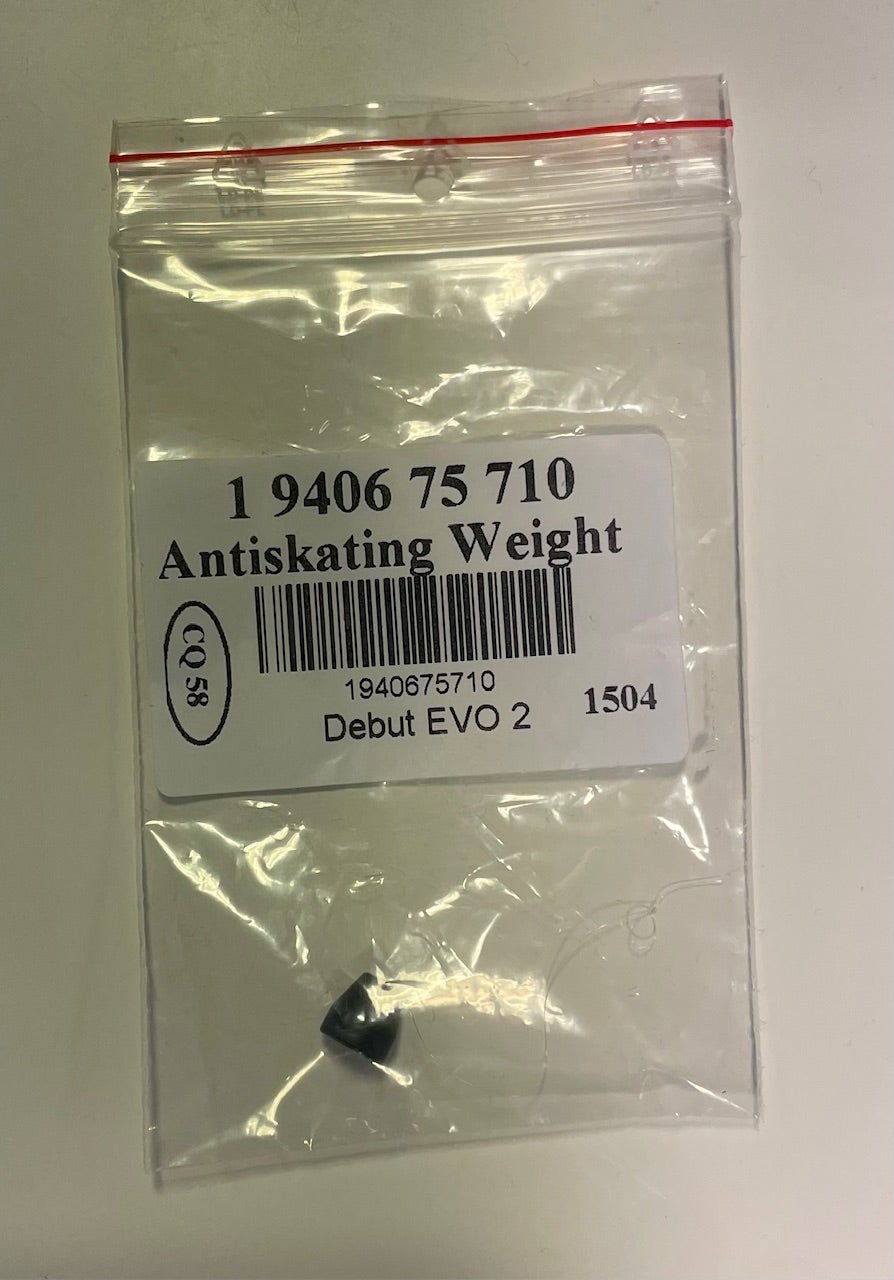 1 9406 75 710
Antiskating Weight
CQ 58
1940675710
Debut EVO 2
1504